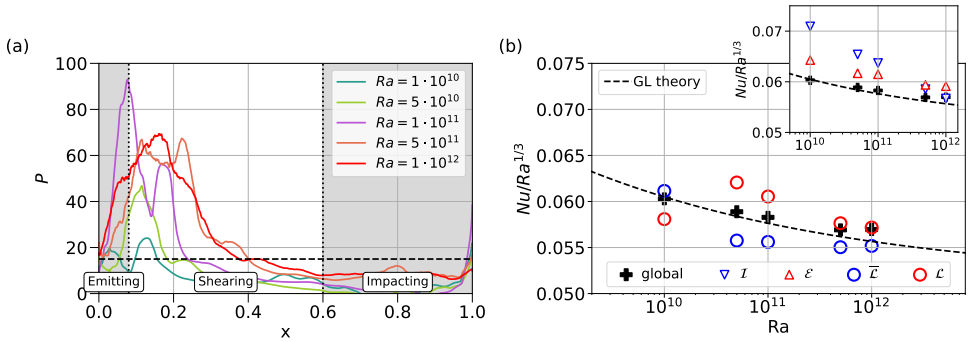 (a)
100
80
60
40
20
0
P
Ra = 1 · 10^10
Ra = 5 · 10^10
Ra = 1 · 10^11
Ra = 5 · 10^11
Ra = 1 · 10^12
Emitting
Shearing
Impacting
0.0 0.2 0.4 0.6 0.8 1.0
x
(b)
0.075
0.070
0.065
0.060
0.055
0.050
Nu/Ra^1/3
GL theory
0.07
0.06
0.05
Nu/Ra^1/3
10^10 10^11 10^12
global ℐ ℰ \overline{ℒ} ℒ
10^10 10^11 10^12
Ra